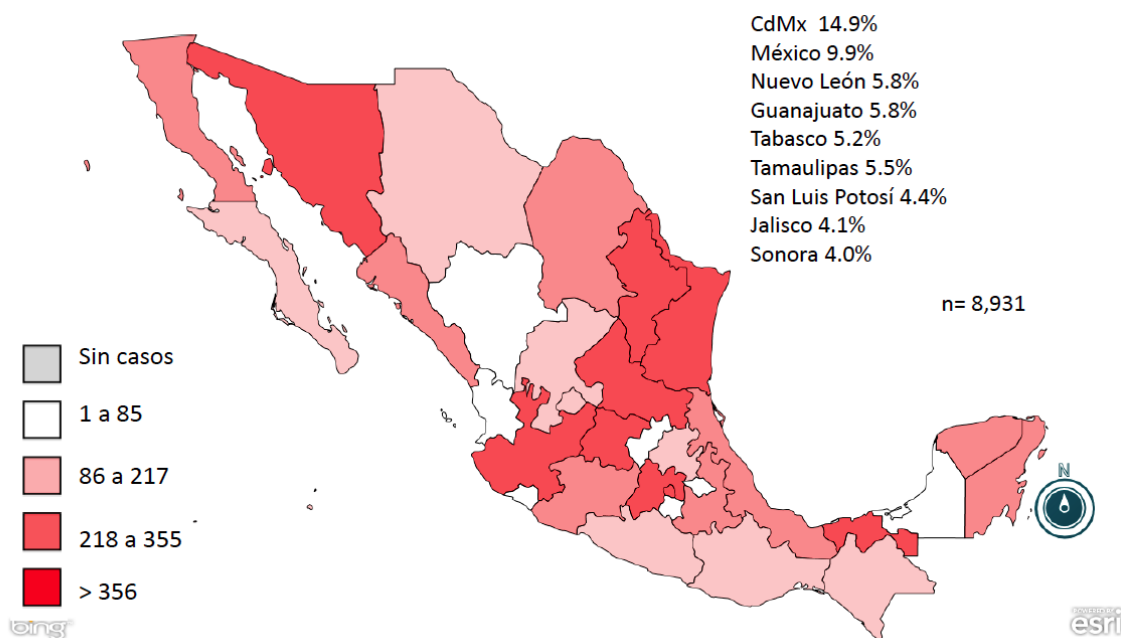 CdMx 14.9%
México 9.9%
Nuevo León 5.8%
Guanajuato 5.8%
Tabasco 5.2%
Tamaulipas 5.5%
San Luis Potosí 4.4%
Jalisco 4.1%
Sonora 4.0%
n= 8,931
Sin casos
1 a 85
86 a 217
218 a 355
> 356
N
bing
esri